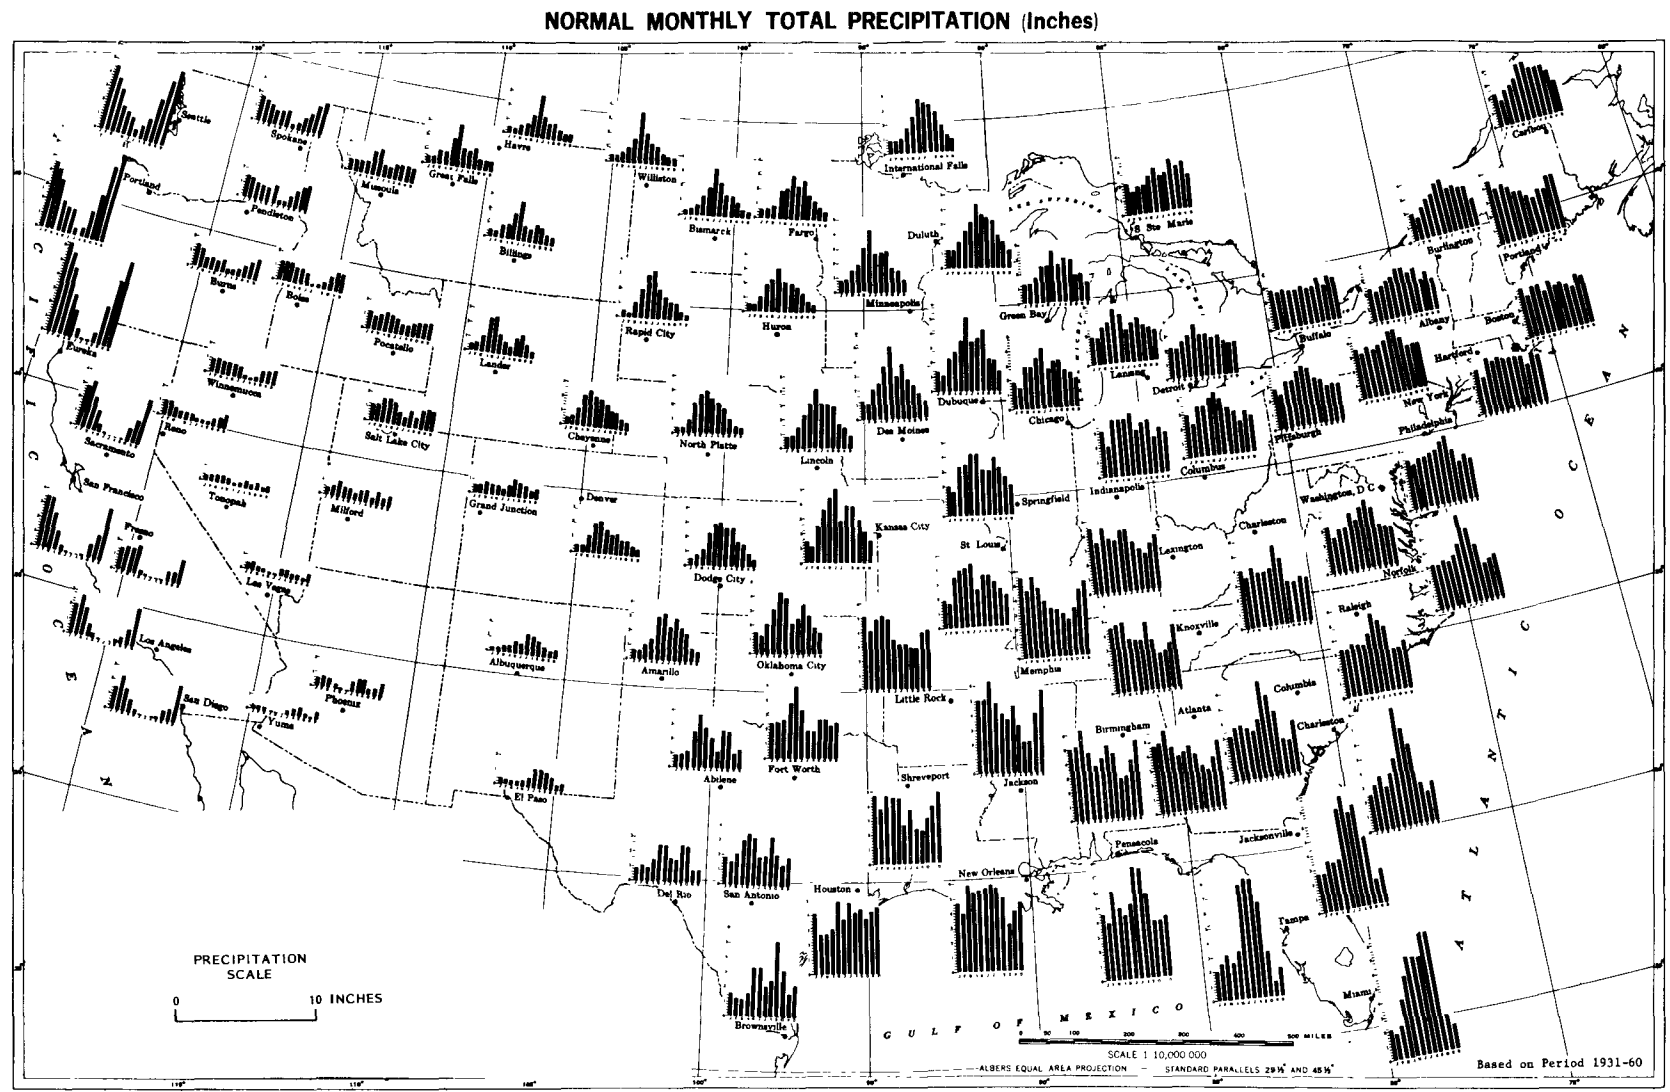 NORMAL MONTHLY TOTAL PRECIPITATION (Inches)
Seattle
Spokane
Portland
Pendleton
Missoula
Great Falls
Havre
Williston
Billings
Bismarck
Fargo
International Falls
Duluth
S Ste Marie
Caribou
Burlington
Portland
Burns
Boise
Pocatello
Lander
Rapid City
Huron
Minneapolis
Green Bay
Buffalo
Albany
Boston
Hartford
Eureka
Winnemucca
Salt Lake City
Cheyenne
North Platte
Lincoln
Des Moines
Dubuque
Chicago
Lansing
Detroit
Pittsburgh
New York
Philadelphia
Sacramento
Reno
Tonopah
Milford
Grand Junction
Denver
Dodge City
Kansas City
Springfield
St Louis
Indianapolis
Columbus
Washington, D C
San Francisco
Fresno
Las Vegas
Lexington
Charleston
Norfolk
Los Angeles
Albuquerque
Amarillo
Oklahoma City
Little Rock
Memphis
Knoxville
Raleigh
San Diego
Yuma
Phoenix
El Paso
Abilene
Fort Worth
Shreveport
Jackson
Birmingham
Atlanta
Columbia
Charleston
Del Rio
San Antonio
Houston
New Orleans
Pensacola
Jacksonville
Tampa
Miami
Brownsville
OCEAN
ATLANTIC OCEAN
GULF OF MEXICO
PRECIPITATION
SCALE
0 10 INCHES
0 50 100 200 300 400 500 MILES
SCALE 1 10,000 000
ALBERS EQUAL AREA PROJECTION — STANDARD PARALLELS 29½° AND 45½°
Based on Period 1931-60